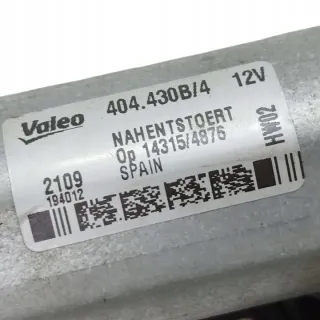 Valeo 404.430B/4 12V
NAHENTSTOERT
Op 14315/4876
SPAIN
HW02
2109
194012